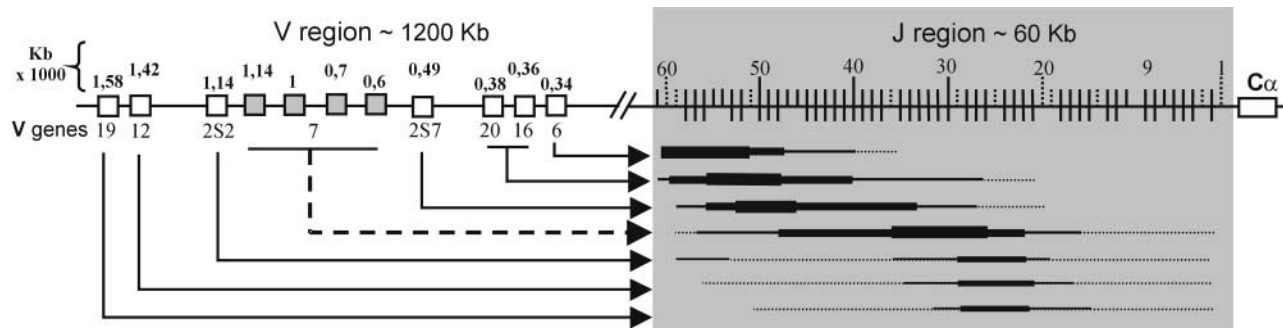 V region ~ 1200 Kb
J region ~ 60 Kb
Kb
x 1000
1,58 1,42 1,14 1,14 1 0,7 0,6 0,49 0,38 0,36 0,34
60 50 40 30 20 9 1
Cα
V genes 19 12 2S2 7 2S7 20 16 6